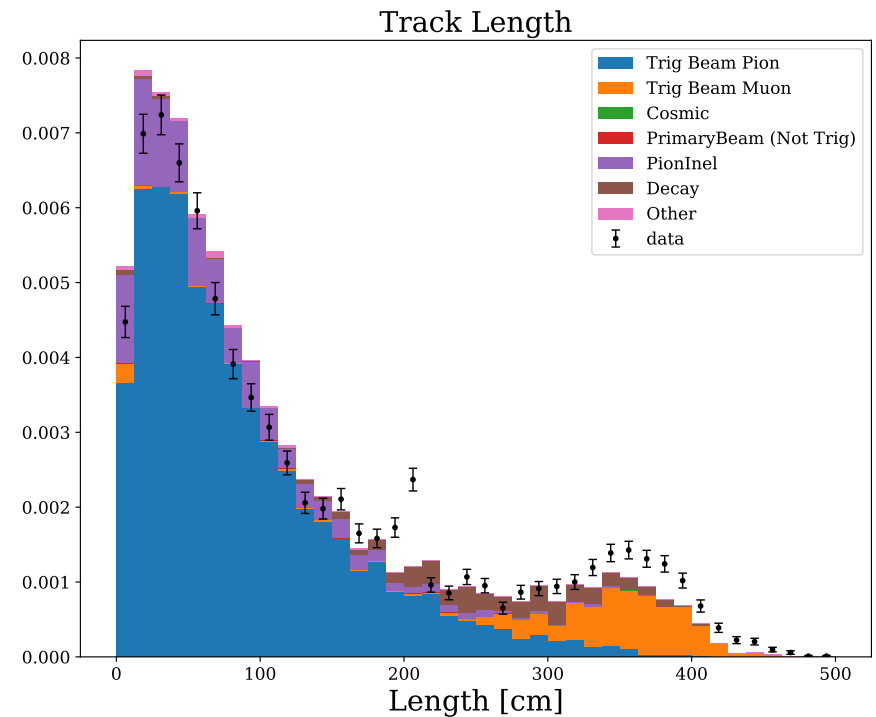 Track Length
0.008
0.007
0.006
0.005
0.004
0.003
0.002
0.001
0.000
Trig Beam Pion
Trig Beam Muon
Cosmic
PrimaryBeam (Not Trig)
PionInel
Decay
Other
data
0 100 200 300 400 500
Length [cm]